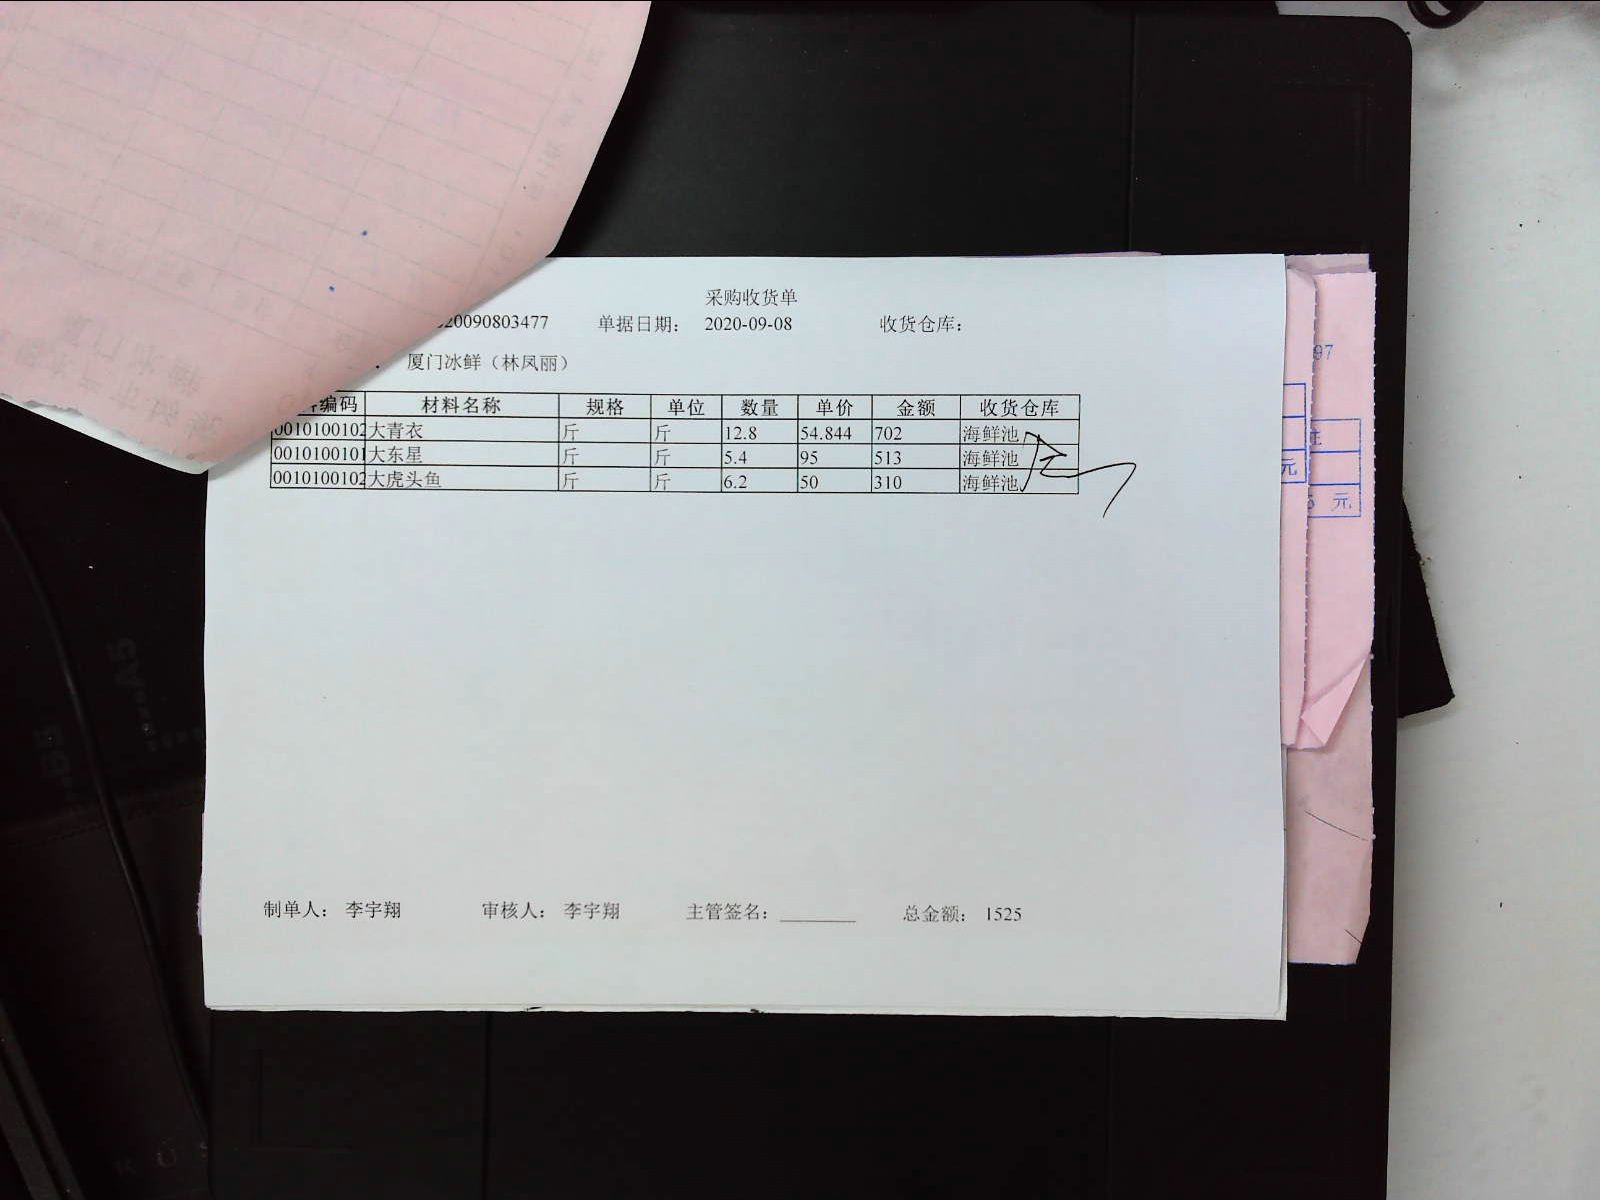 采购收货单
20090803477 单据日期： 2020-09-08 收货仓库：
厦门冰鲜（林凤丽）
编码 材料名称 规格 单位 数量 单价 金额 收货仓库
0010100102 大青衣 斤 斤 12.8 54.844 702 海鲜池
0010100101 大东星 斤 斤 5.4 95 513 海鲜池
0010100102 大虎头鱼 斤 斤 6.2 50 310 海鲜池
制单人： 李宇翔 审核人： 李宇翔 主管签名： 总金额： 1525
97
元
元